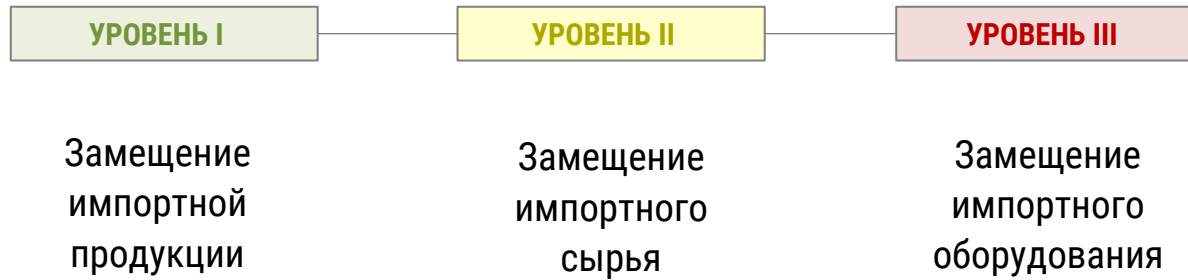 УРОВЕНЬ I
УРОВЕНЬ II
УРОВЕНЬ III
Замещение
импортной
продукции
Замещение
импортного
сырья
Замещение
импортного
оборудования